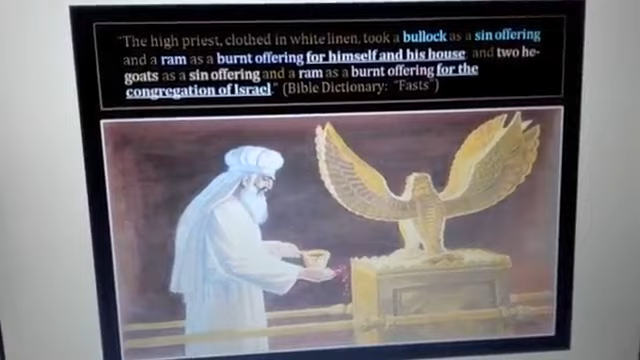 "The high priest, clothed in white linen, took a bullock as a sin offering
and a ram as a burnt offering for himself and his house, and two he-
goats as a sin offering and a ram as a burnt offering for the
congregation of Israel." (Bible Dictionary: "Fasts")